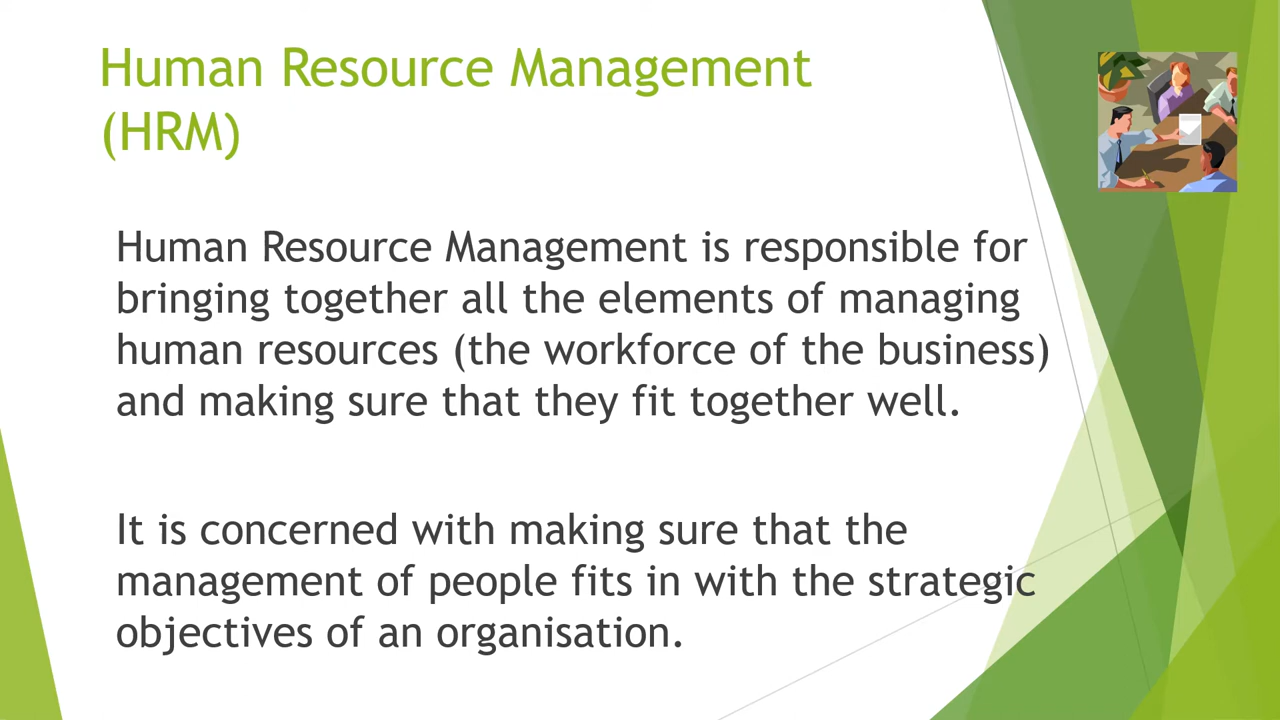 Human Resource Management
(HRM)
Human Resource Management is responsible for
bringing together all the elements of managing
human resources (the workforce of the business)
and making sure that they fit together well.
It is concerned with making sure that the
management of people fits in with the strategic
objectives of an organisation.